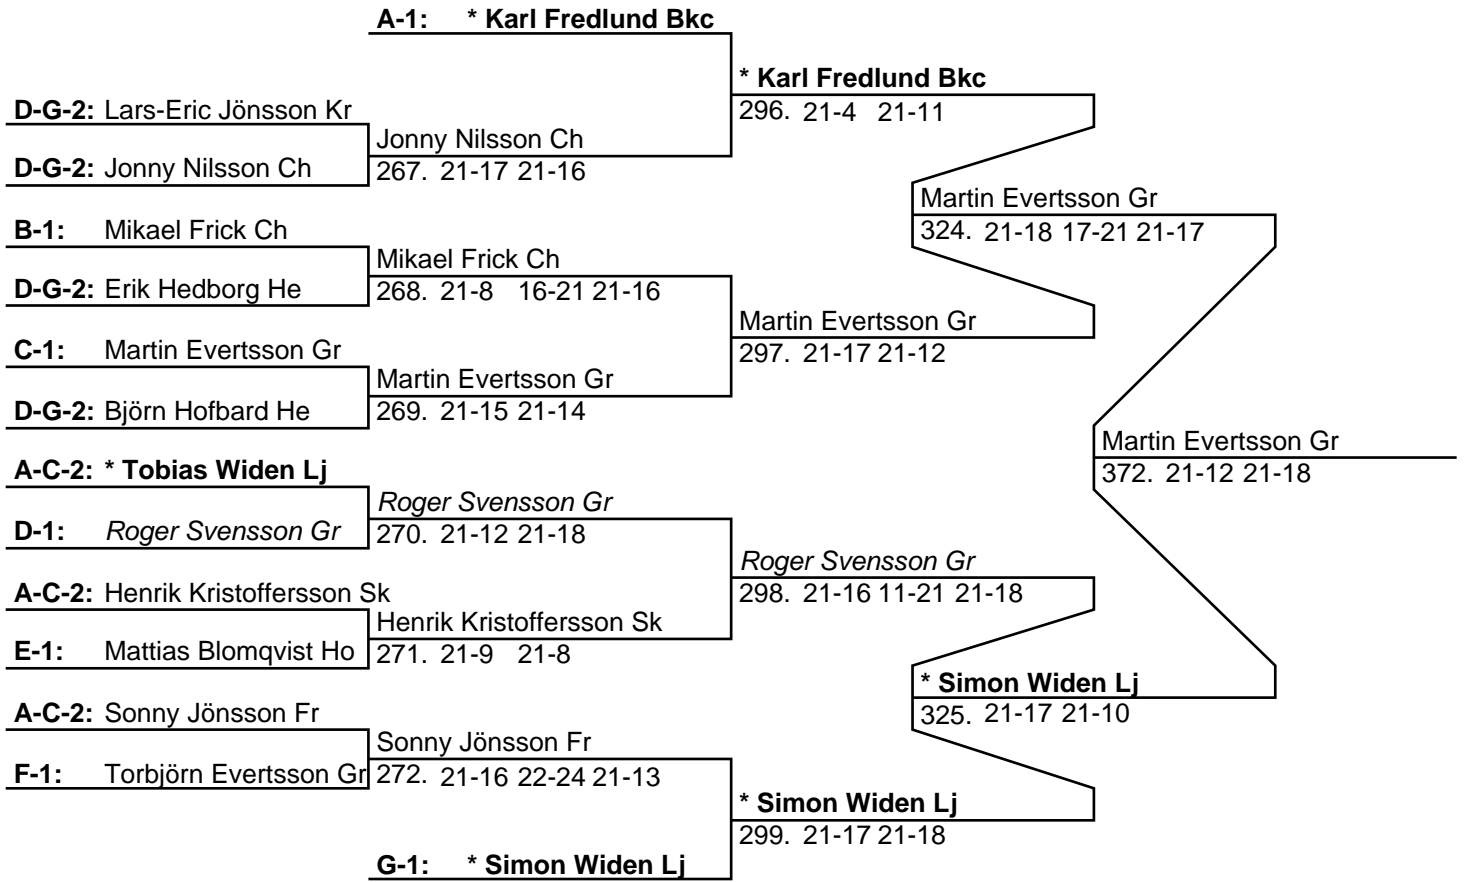 A-1: * Karl Fredlund Bkc
* Karl Fredlund Bkc
296. 21-4 21-11
D-G-2: Lars-Eric Jönsson Kr
Jonny Nilsson Ch
267. 21-17 21-16
D-G-2: Jonny Nilsson Ch
Martin Evertsson Gr
324. 21-18 17-21 21-17
B-1: Mikael Frick Ch
Mikael Frick Ch
268. 21-8 16-21 21-16
D-G-2: Erik Hedborg He
Martin Evertsson Gr
297. 21-17 21-12
C-1: Martin Evertsson Gr
Martin Evertsson Gr
269. 21-15 21-14
D-G-2: Björn Hofbard He
Martin Evertsson Gr
372. 21-12 21-18
A-C-2: * Tobias Widen Lj
Roger Svensson Gr
270. 21-12 21-18
D-1: Roger Svensson Gr
Roger Svensson Gr
298. 21-16 11-21 21-18
A-C-2: Henrik Kristoffersson Sk
Henrik Kristoffersson Sk
271. 21-9 21-8
E-1: Mattias Blomqvist Ho
* Simon Widen Lj
325. 21-17 21-10
A-C-2: Sonny Jönsson Fr
Sonny Jönsson Fr
272. 21-16 22-24 21-13
F-1: Torbjörn Evertsson Gr
* Simon Widen Lj
299. 21-17 21-18
G-1: * Simon Widen Lj